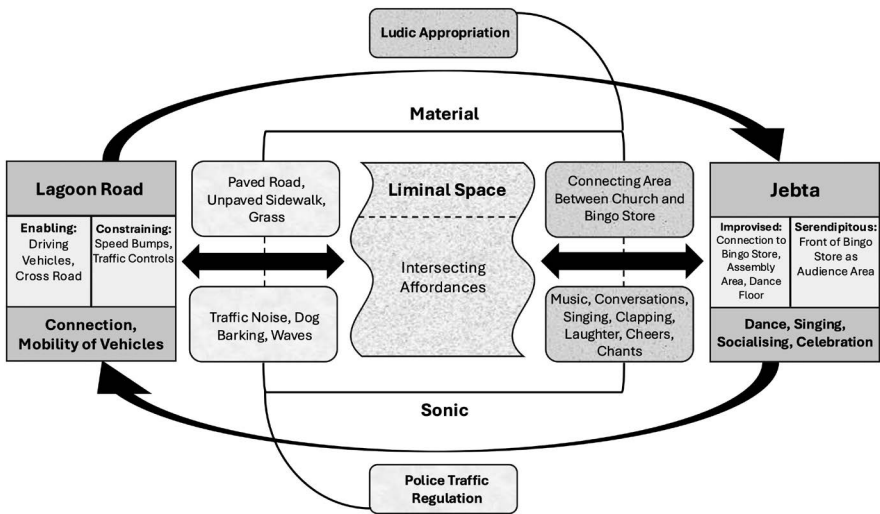 Ludic Appropriation
Material
Lagoon Road
Enabling:
Driving
Vehicles,
Cross Road
Constraining:
Speed Bumps,
Traffic Controls
Connection,
Mobility of Vehicles
Paved Road,
Unpaved Sidewalk,
Grass
Traffic Noise, Dog
Barking, Waves
Liminal Space
Intersecting
Affordances
Connecting Area
Between Church and
Bingo Store
Music, Conversations,
Singing, Clapping,
Laughter, Cheers,
Chants
Jebta
Improvised:
Connection to
Bingo Store,
Assembly
Area, Dance
Floor
Serendipitous:
Front of Bingo
Store as
Audience Area
Dance, Singing,
Socialising, Celebration
Sonic
Police Traffic
Regulation